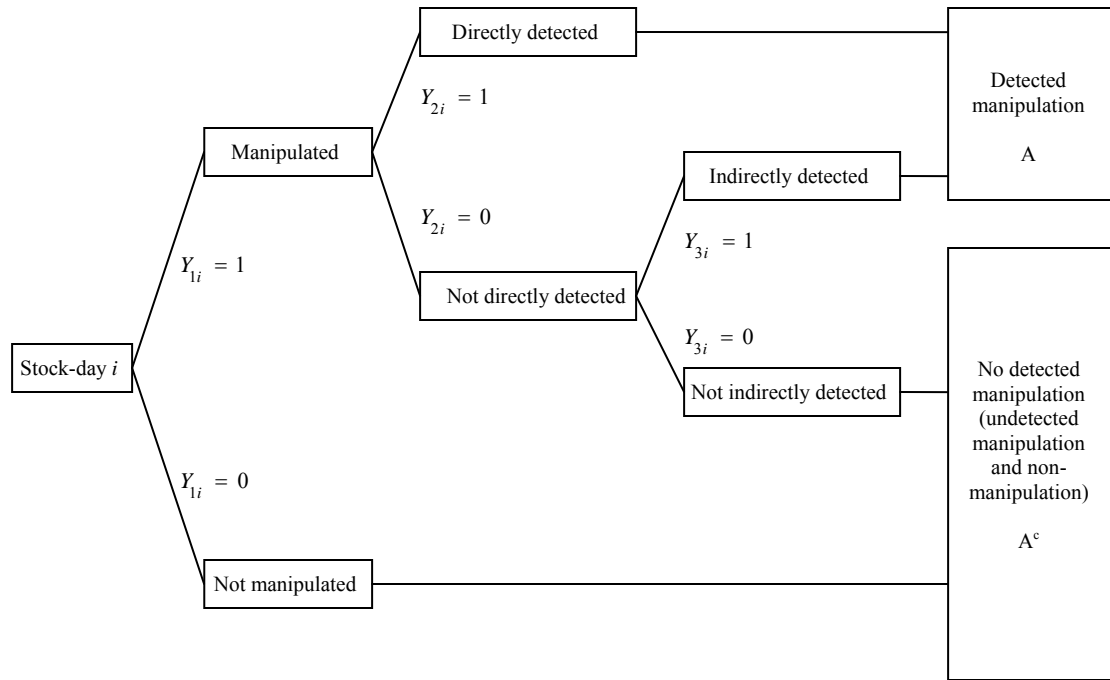 Directly detected
Detected
manipulation
A
Y2i = 1
Manipulated
Indirectly detected
Y2i = 0
Y3i = 1
Y1i = 1
Not directly detected
Y3i = 0
Stock-day i
Not indirectly detected
No detected
manipulation
(undetected
manipulation
and non-
manipulation)
Ac
Y1i = 0
Not manipulated